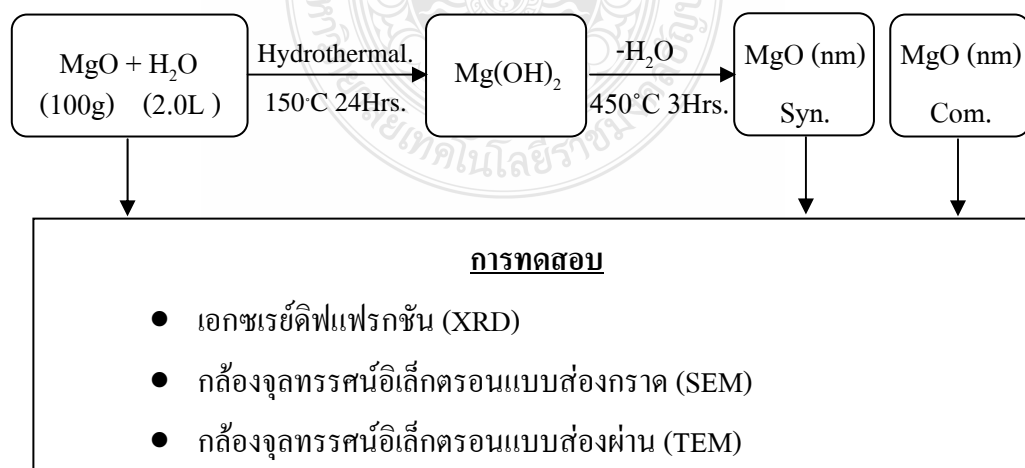 MgO + H₂O
(100g) (2.0L )
Hydrothermal.
150°C 24Hrs.
Mg(OH)₂
-H₂O
450°C 3Hrs.
MgO (nm)
Syn.
MgO (nm)
Com.
การทดสอบ
● เอกซเรย์ดิฟแฟรกชัน (XRD)
● กล้องจุลทรรศน์อิเล็กตรอนแบบส่องกราด (SEM)
● กล้องจุลทรรศน์อิเล็กตรอนแบบส่องผ่าน (TEM)